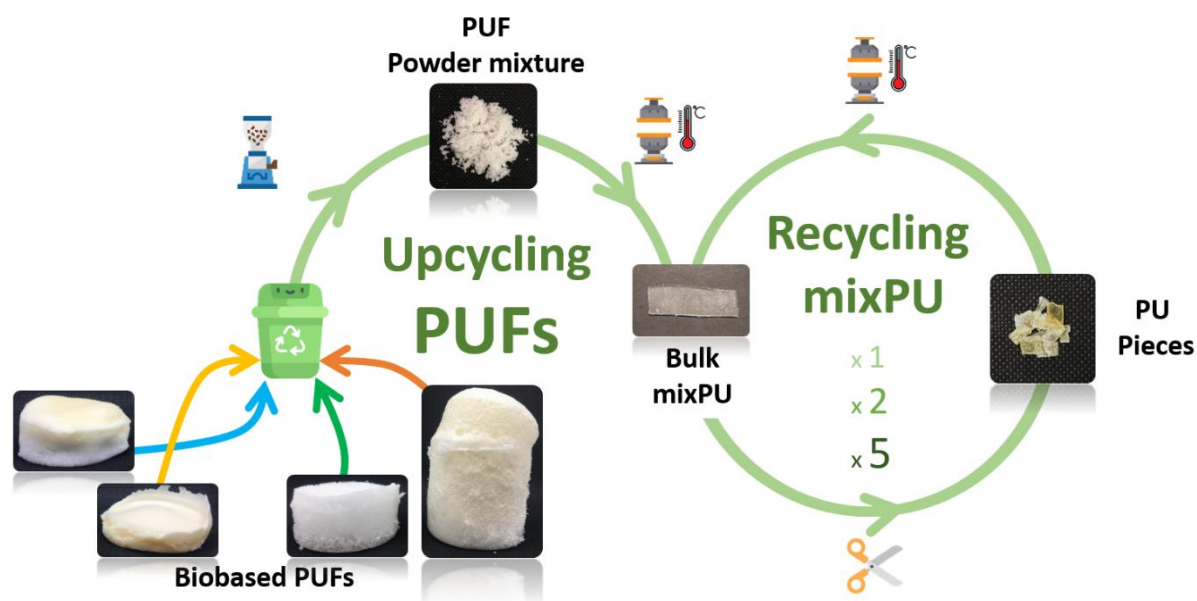 PUF
Powder mixture
°C
°C
Upcycling
PUFs
Recycling
mixPU
x 1
x 2
x 5
Bulk
mixPU
PU
Pieces
Biobased PUFs